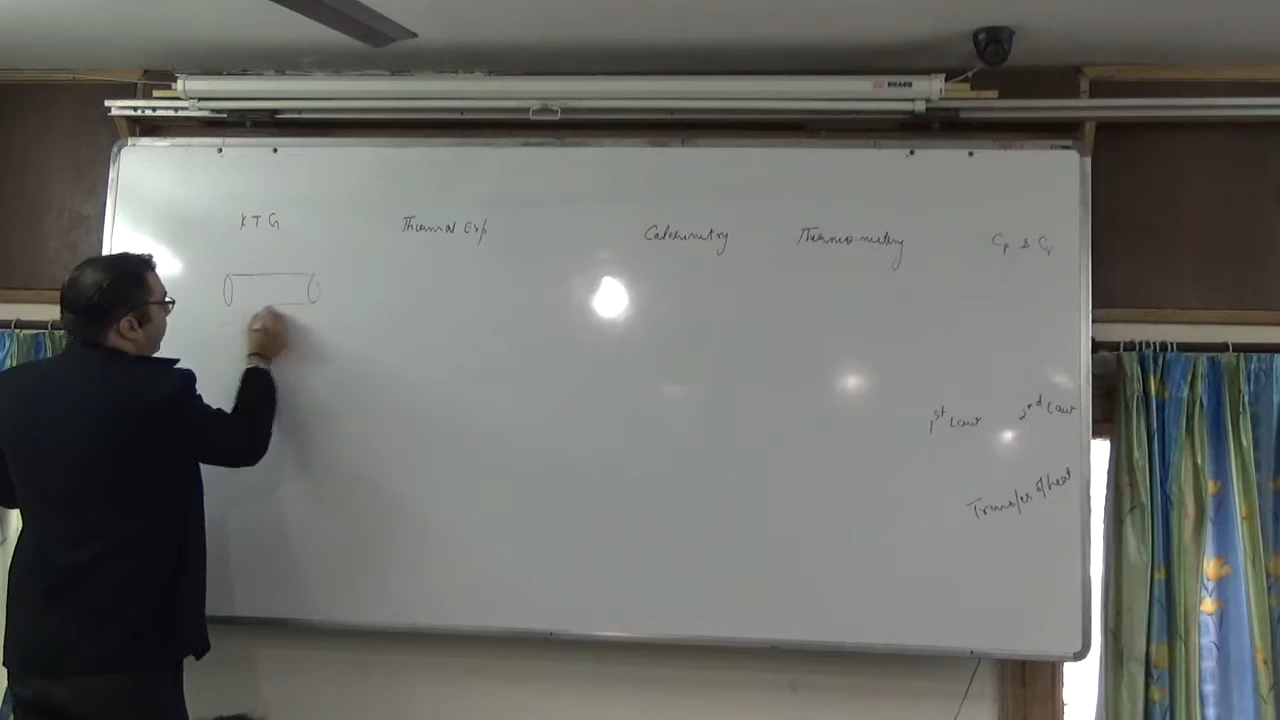 KTG
Thermal Exp
Calorimetry
Thermometry
Cp & Cv
1st Law
2nd Law
Transfer of heat